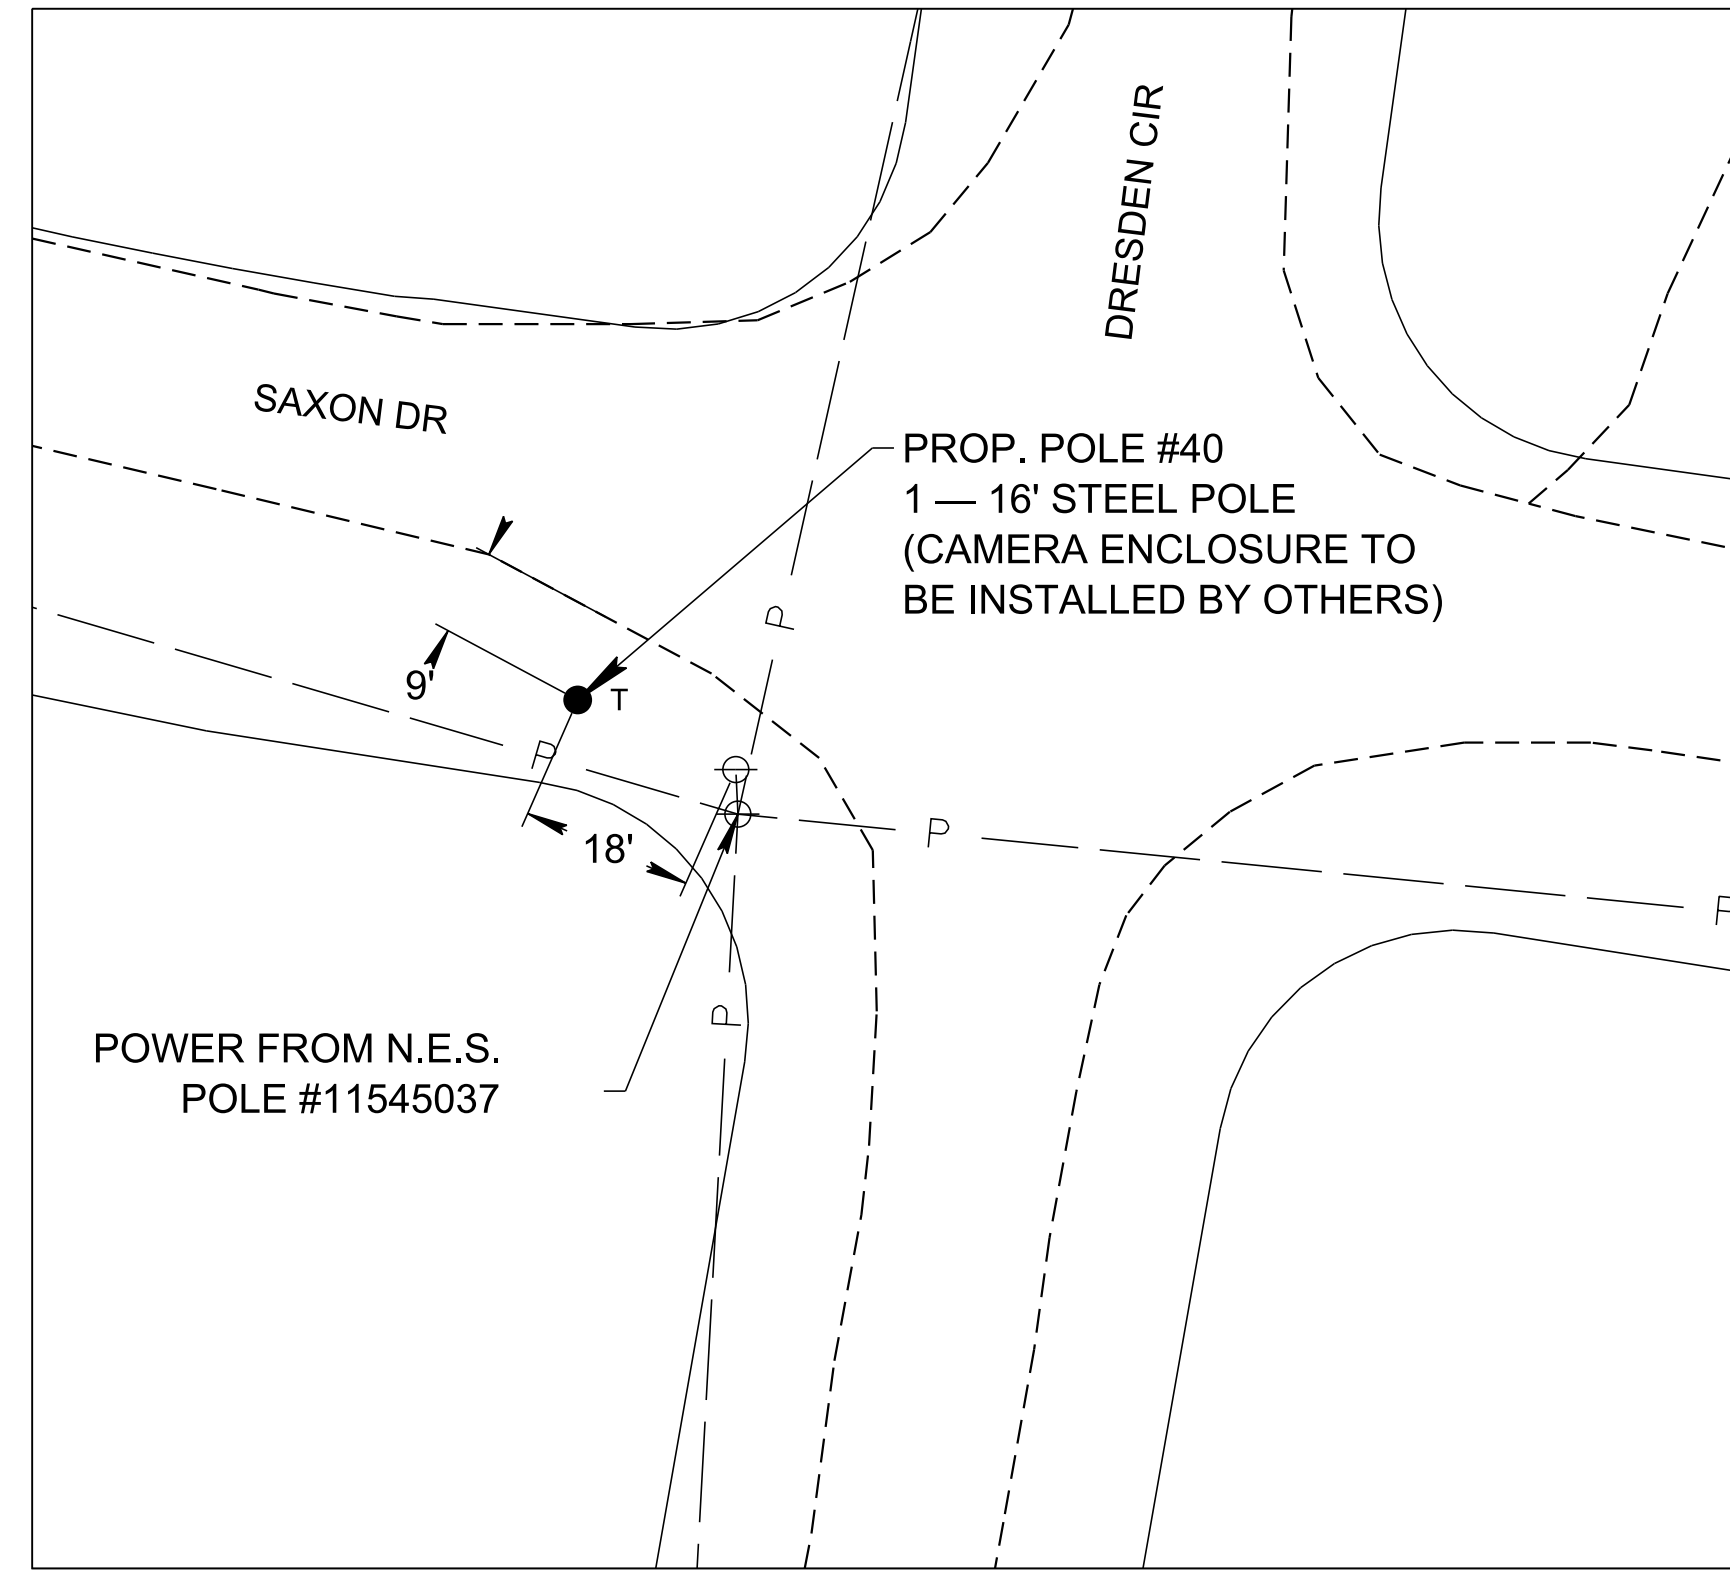 DRESDEN CIR
SAXON DR
PROP. POLE #40
1 — 16' STEEL POLE
(CAMERA ENCLOSURE TO
BE INSTALLED BY OTHERS)
P
9'
T
P
18'
P
P
P
POWER FROM N.E.S.
POLE #11545037